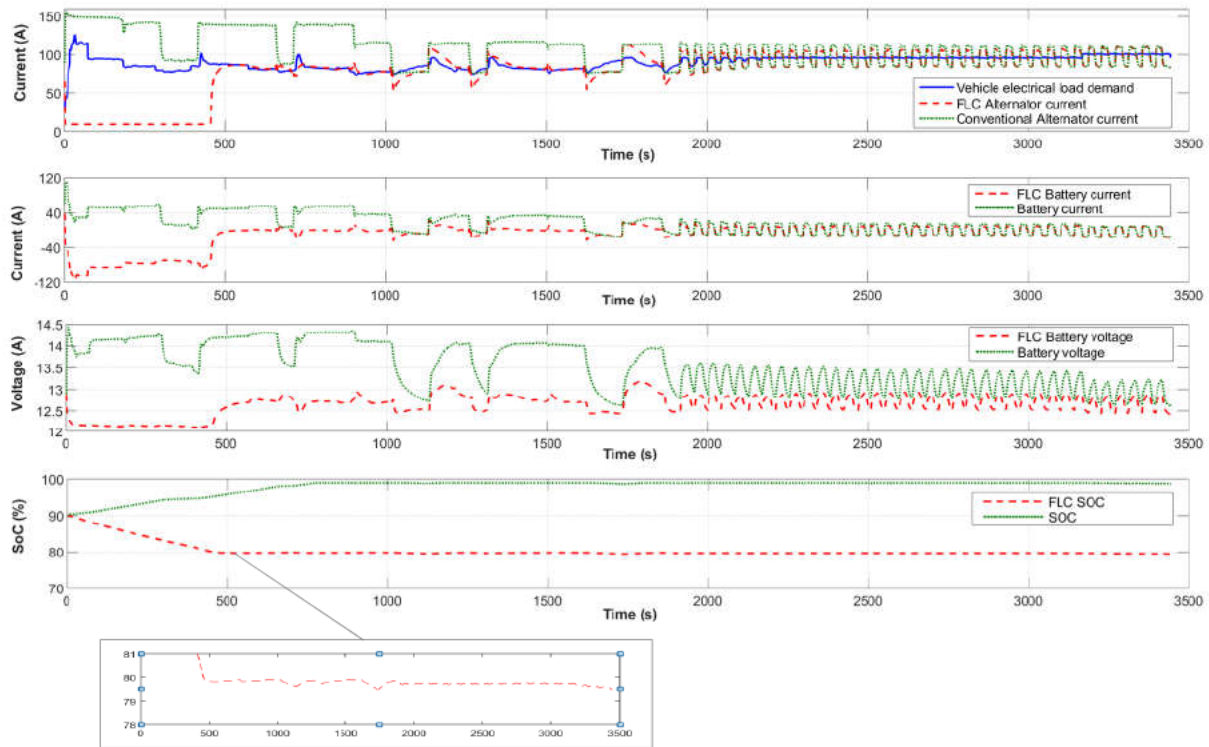 150
100
50
0
Current (A)
Vehicle electrical load demand
FLC Alternator current
Conventional Alternator current
0 500 1000 1500 2000 2500 3000 3500
Time (s)
120
40
-40
-120
Current (A)
FLC Battery current
Battery current
0 500 1000 1500 2000 2500 3000 3500
Time (s)
14.5
14
13.5
13
12.5
12
Voltage (A)
FLC Battery voltage
Battery voltage
0 500 1000 1500 2000 2500 3000 3500
Time (s)
100
90
80
70
SoC (%)
FLC SOC
SOC
0 500 1000 1500 2000 2500 3000 3500
Time (s)
81
80
79
78
0 500 1000 1500 2000 2500 3000 3500